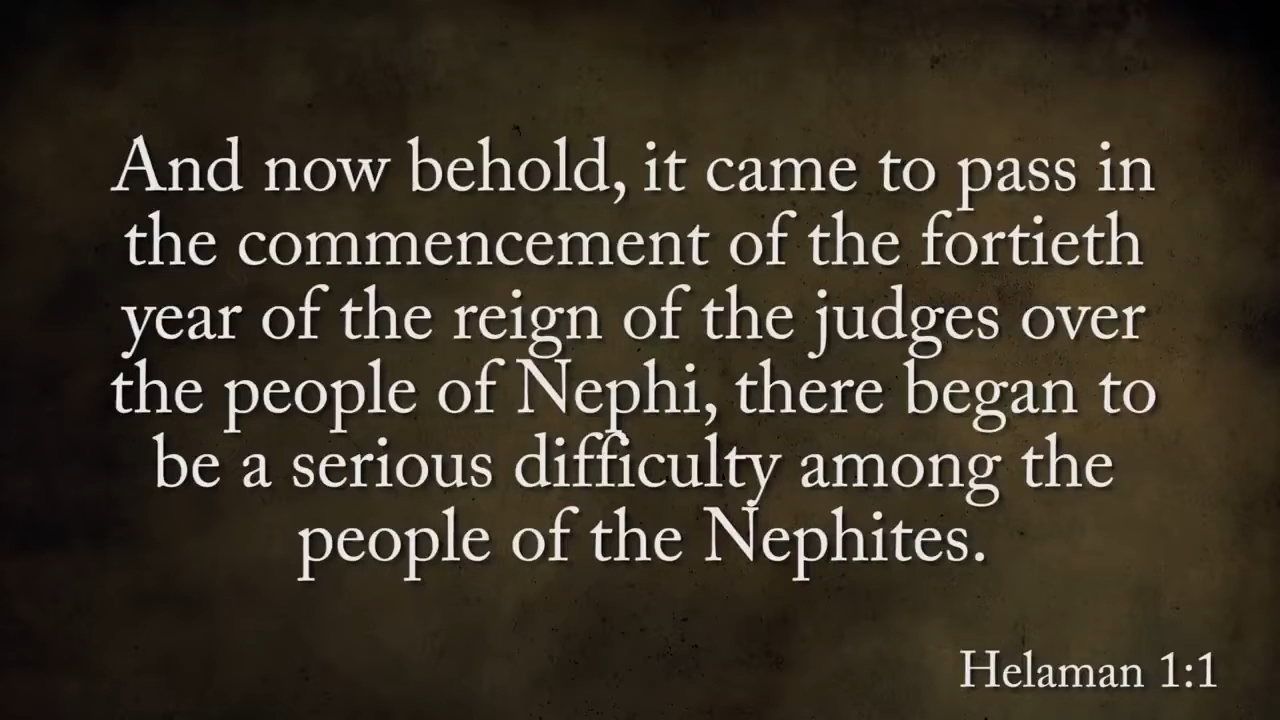 And now behold, it came to pass in
the commencement of the fortieth
year of the reign of the judges over
the people of Nephi, there began to
be a serious difficulty among the
people of the Nephites.
Helaman 1:1